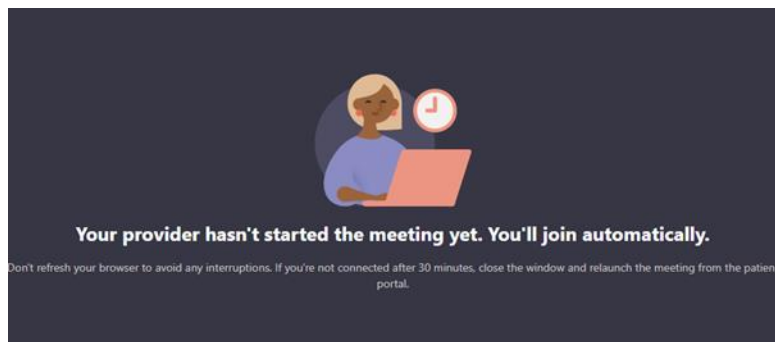 Your provider hasn't started the meeting yet. You'll join automatically.
Don't refresh your browser to avoid any interruptions. If you're not connected after 30 minutes, close the window and relaunch the meeting from the patien
portal.